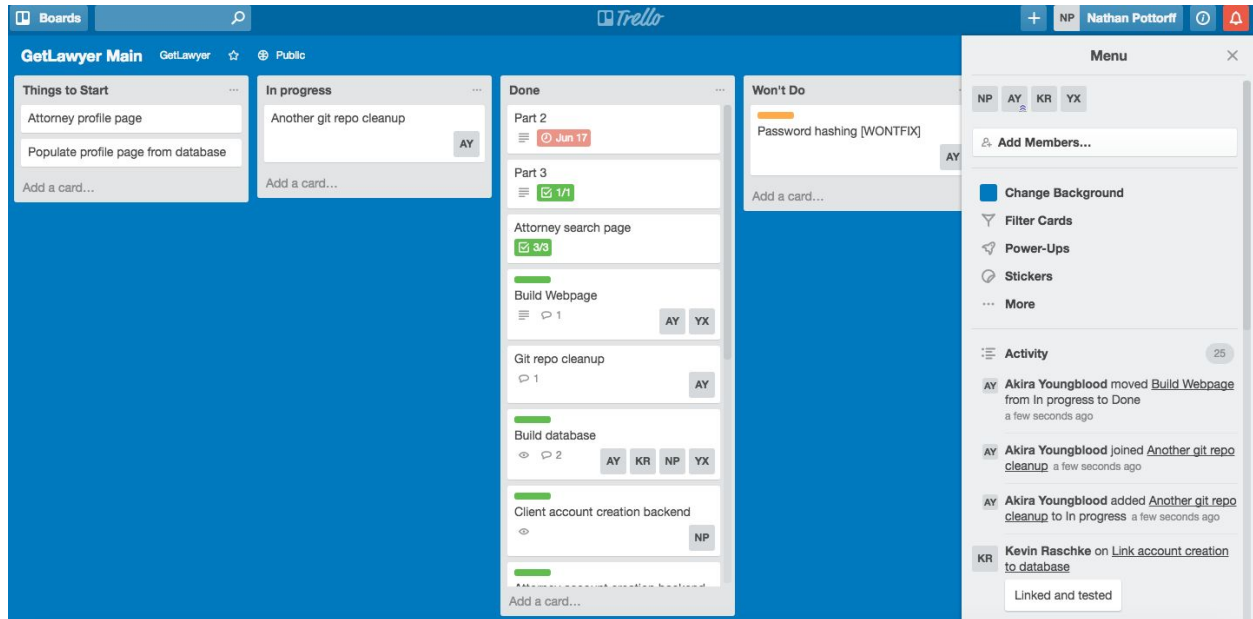 Boards
Trello
+
NP Nathan Pottorff
GetLawyer Main GetLawyer Public
Things to Start ...
Attorney profile page
Populate profile page from database
Add a card...
In progress ...
Another git repo cleanup
AY
Add a card...
Done ...
Part 2
Jun 17
Part 3
1/1
Attorney search page
3/3
Build Webpage
1
AY YX
Git repo cleanup
1
AY
Build database
2
AY KR NP YX
Client account creation backend
NP
Add a card...
Won't Do
Password hashing [WONTFIX]
AY
Add a card...
Menu
NP AY KR YX
Add Members...
Change Background
Filter Cards
Power-Ups
Stickers
... More
Activity 25
AY Akira Youngblood moved Build Webpage
from In progress to Done
a few seconds ago
AY Akira Youngblood joined Another git repo
cleanup a few seconds ago
AY Akira Youngblood added Another git repo
cleanup to In progress a few seconds ago
KR Kevin Raschke on Link account creation
to database
Linked and tested